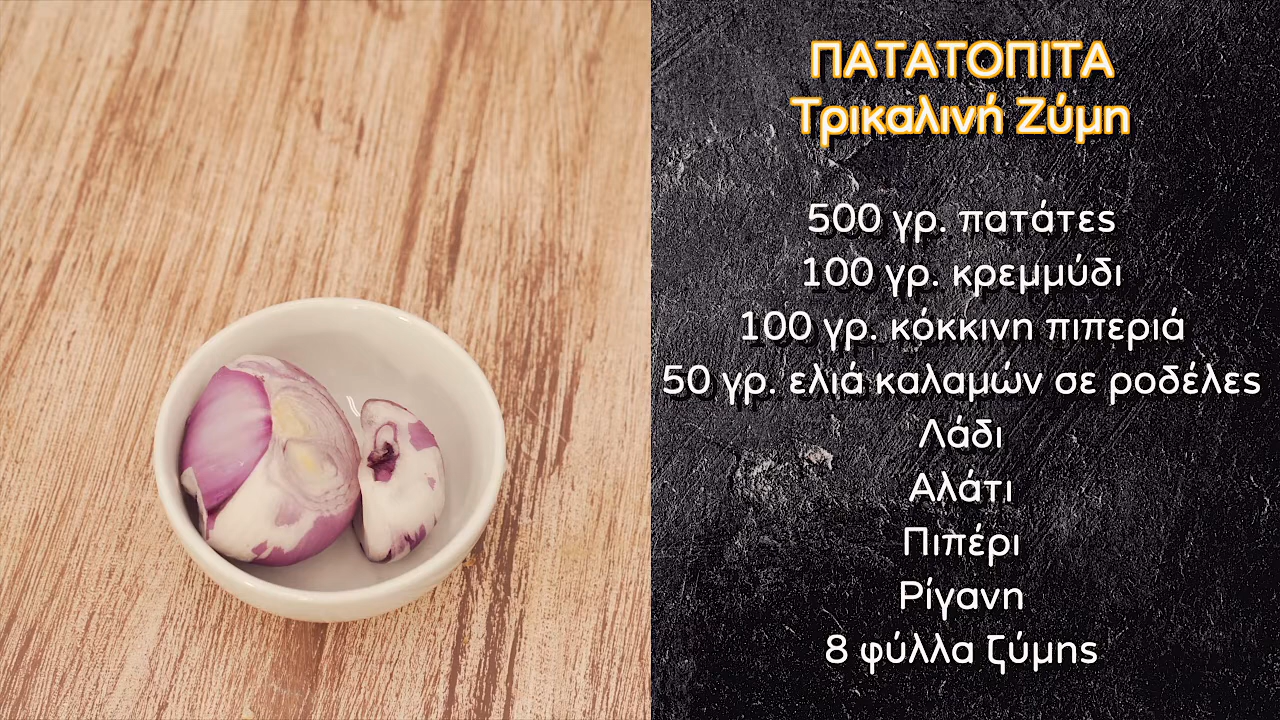 ΠΑΤΑΤΟΠΙΤΑ
Τρικαλινή Ζύμη
500 γρ. πατάτες
100 γρ. κρεμμύδι
100 γρ. κόκκινη πιπεριά
50 γρ. ελιά καλαμών σε ροδέλες
Λάδι
Αλάτι
Πιπέρι
Ρίγανη
8 φύλλα ζύμης